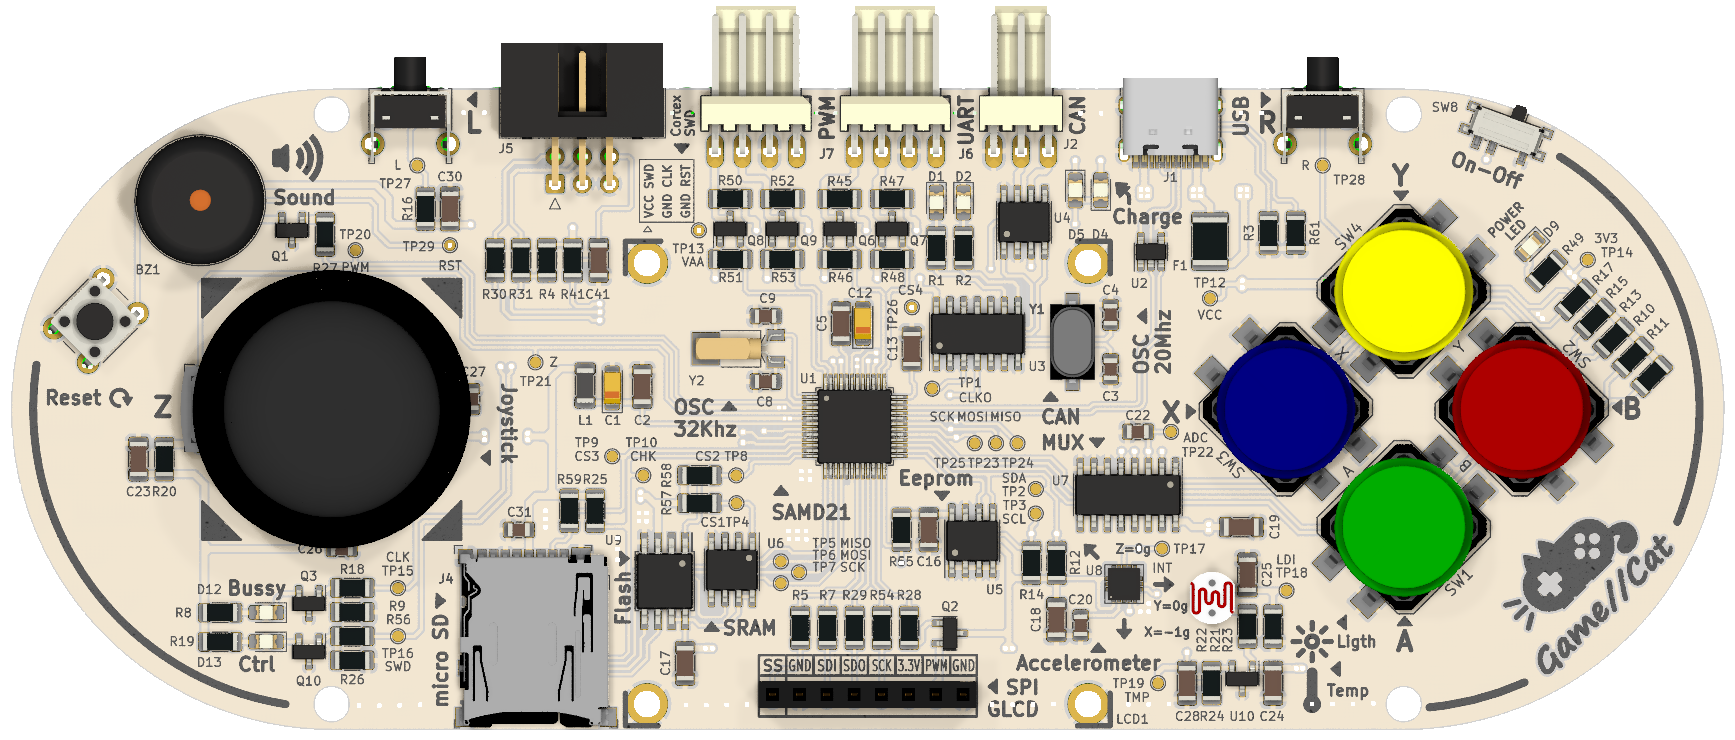 L
J5
Cortex
SWD
PWM
J7
UART
J6
CAN
J2
USB
R
J1
SW8
On-Off
Sound
BZ1
Q1
L
TP27
C30
R16
TP29
RST
TP20
R27
PWM
VCC SWD
GND CLK
GND RST
TP13
VAA
R50
R52
R45
R47
D1
D2
Q8
Q9
Q6
Q7
R51
R53
R46
R48
R1
R2
U4
D5
D4
Charge
U2
F1
R3
R61
TP12
VCC
R
TP28
Y
SW4
POWER
LED
D9
R49
3V3
TP14
R17
R15
R13
R10
R11
R30
R31
R4
R41
C41
C9
C5
C12
TP26
CS4
C13
Y1
U3
C4
OSC
20Mhz
C3
Reset
Z
C27
Joystick
Z
TP21
L1
C1
C2
Y2
C8
OSC
32Khz
U1
TP1
CLKO
SCK
MOSI
MISO
TP25
TP23
TP24
CAN
MUX
C22
X
ADC
TP22
X
Y
SW2
B
SW3
A
B
SW1
A
C23
R20
TP9
CS3
TP10
CHK
R59
R25
R58
CS2
TP8
R57
CS1
TP4
SAMD21
Eeprom
SDA
TP2
TP3
SCL
U7
C19
C31
C26
CLK
TP15
U9
U6
TP5 MISO
TP6 MOSI
TP7 SCK
R55
C16
U5
R14
R12
U8
Z=0g
TP17
INT
Y=0g
X=-1g
C18
C20
C25
LDI
TP18
R22
R21
R23
Ligth
Temp
D12
Bussy
Q3
R18
R8
R9
R56
R19
D13
Ctrl
Q10
R26
TP16
SWD
J4
micro SD
Flash
SRAM
C17
R5
R7
R29
R54
R28
Q2
SS
GND
SDI
SDO
SCK
3.3V
PWM
GND
SPI
GLCD
Accelerometer
TP19
TMP
LCD1
C28
R24
U10
C24
Game//Cat